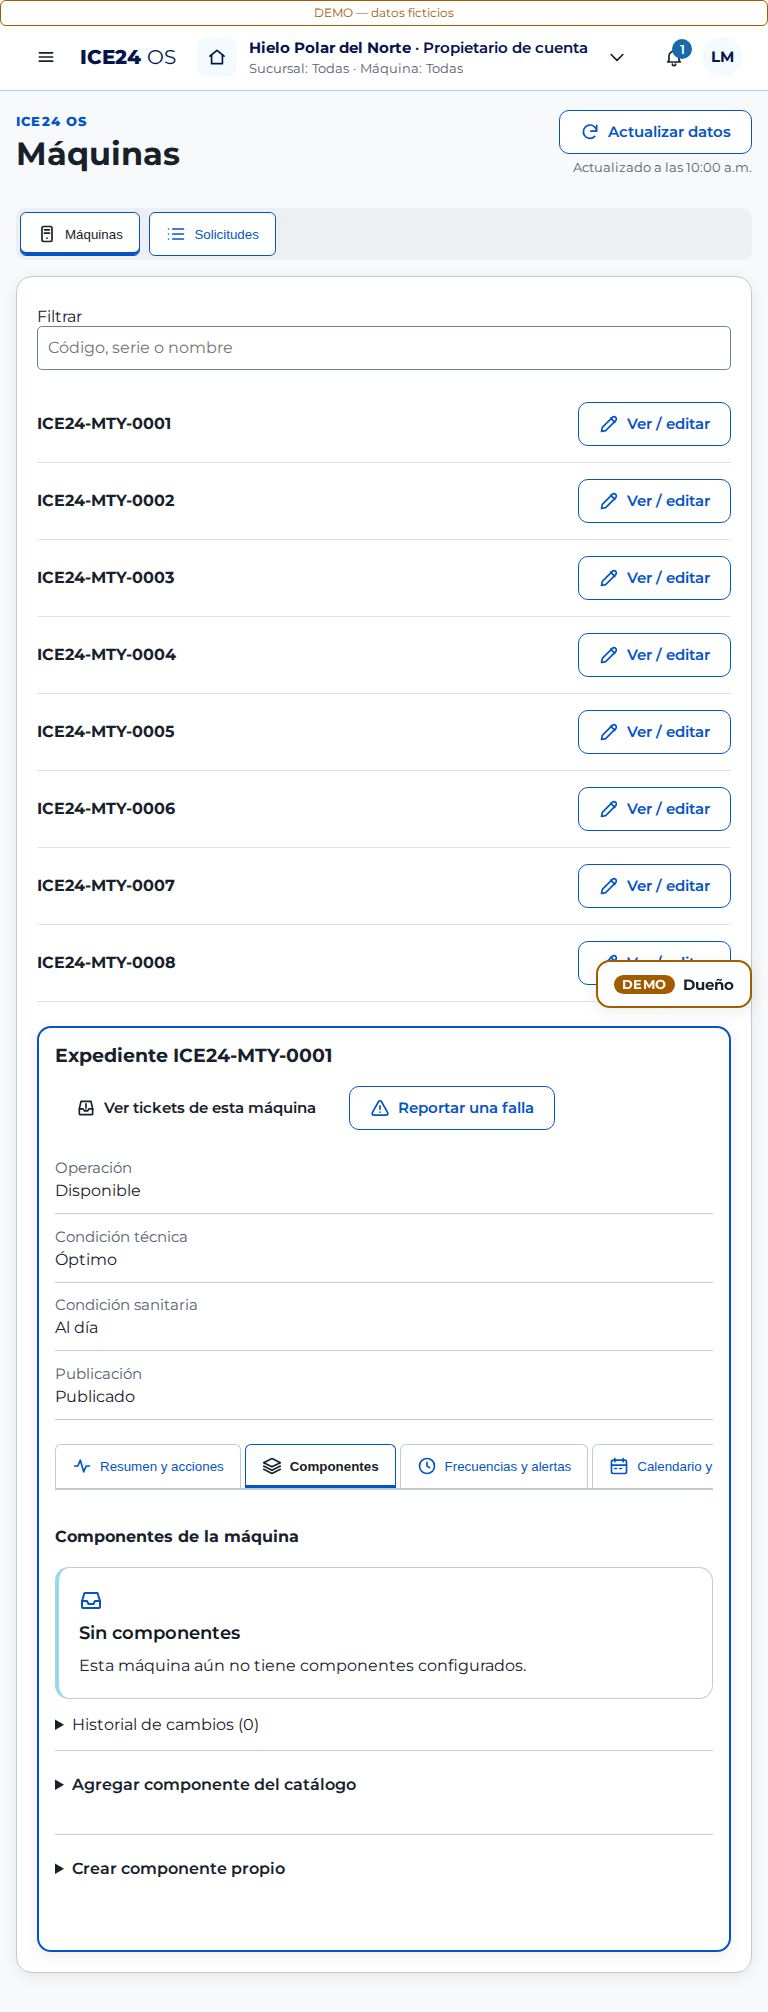 DEMO — datos ficticios
ICE24 OS
Hielo Polar del Norte · Propietario de cuenta
Sucursal: Todas · Máquina: Todas
1
LM
ICE24 OS
Máquinas
Actualizar datos
Actualizado a las 10:00 a.m.
Máquinas
Solicitudes
Filtrar
Código, serie o nombre
ICE24-MTY-0001
Ver / editar
ICE24-MTY-0002
Ver / editar
ICE24-MTY-0003
Ver / editar
ICE24-MTY-0004
Ver / editar
ICE24-MTY-0005
Ver / editar
ICE24-MTY-0006
Ver / editar
ICE24-MTY-0007
Ver / editar
ICE24-MTY-0008
DEMO Dueño
Expediente ICE24-MTY-0001
Ver tickets de esta máquina
Reportar una falla
Operación
Disponible
Condición técnica
Óptimo
Condición sanitaria
Al día
Publicación
Publicado
Resumen y acciones
Componentes
Frecuencias y alertas
Calendario y
Componentes de la máquina
Sin componentes
Esta máquina aún no tiene componentes configurados.
Historial de cambios (0)
Agregar componente del catálogo
Crear componente propio